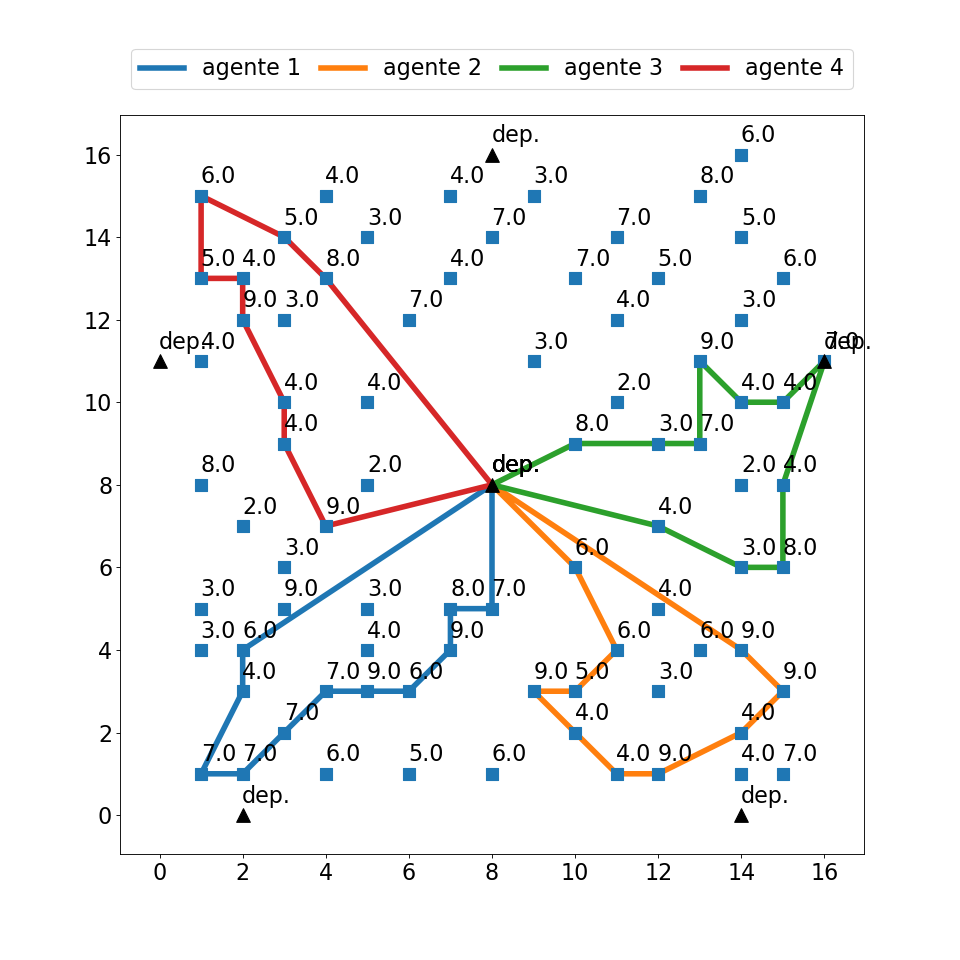 agente 1 agente 2 agente 3 agente 4
dep. 6.0
16
6.0 4.0 4.0 3.0 8.0
5.0 3.0 7.0 7.0 5.0
14
5.0 4.0 8.0 4.0 7.0 5.0 6.0
9.0 3.0 7.0 4.0 3.0
12
dep. 4.0 3.0 9.0 7.0 dep.
4.0 4.0 2.0 4.0 4.0
10
4.0 8.0 3.0 7.0
8.0 2.0 dep. 2.0 4.0
8
2.0 9.0 4.0
3.0 6.0 3.0 8.0
6
3.0 9.0 3.0 8.0 7.0 4.0
3.0 6.0 4.0 9.0 6.0 6.0 9.0
4
4.0 7.0 9.0 6.0 9.0 5.0 3.0 9.0
7.0 4.0 4.0
2
7.0 7.0 6.0 5.0 6.0 4.0 9.0 4.0 7.0
dep. dep.
0
0 2 4 6 8 10 12 14 16